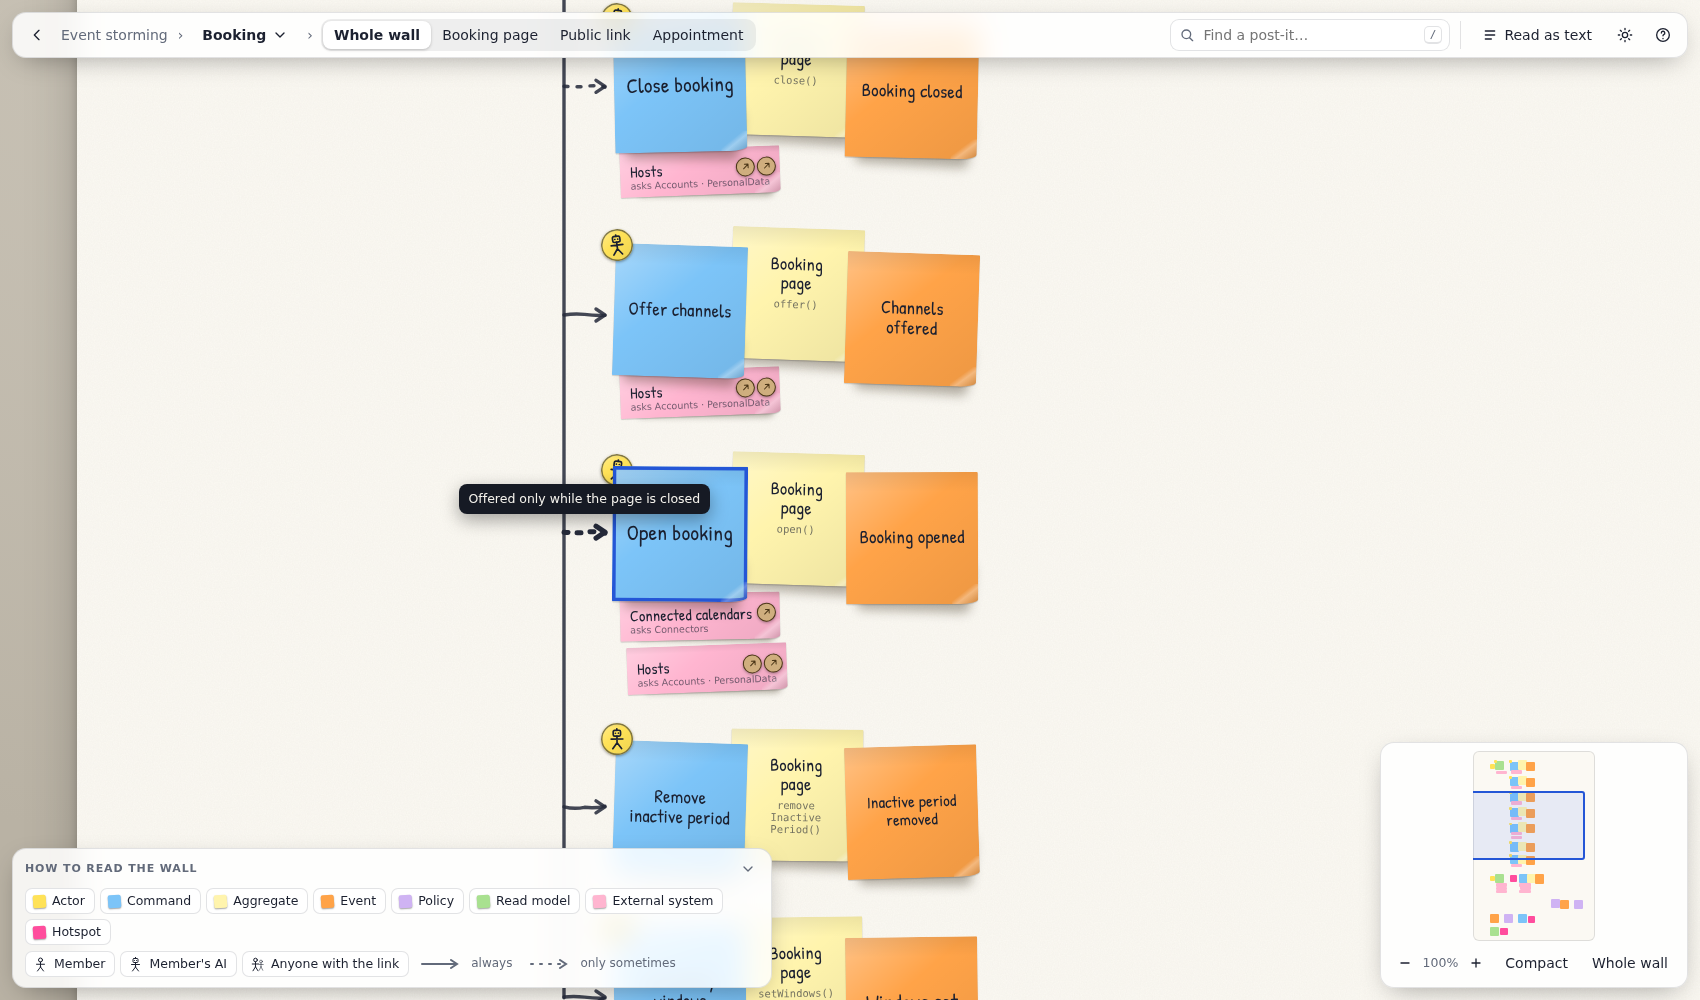 Event storming
Booking
Whole wall
Booking page
Public link
Appointment
Find a post-it...
/
Read as text
Close booking
page
close()
Booking closed
Hosts
asks Accounts · PersonalData
Offer channels
Booking
page
offer()
Channels
offered
Hosts
asks Accounts · PersonalData
Offered only while the page is closed
Open booking
Booking
page
open()
Booking opened
Connected calendars
asks Connectors
Hosts
asks Accounts · PersonalData
Remove
inactive period
Booking
page
remove
Inactive
Period()
Inactive period
removed
Booking
page
setWindows()
HOW TO READ THE WALL
Actor
Command
Aggregate
Event
Policy
Read model
External system
Hotspot
Member
Member's AI
Anyone with the link
always
only sometimes
100%
Compact
Whole wall